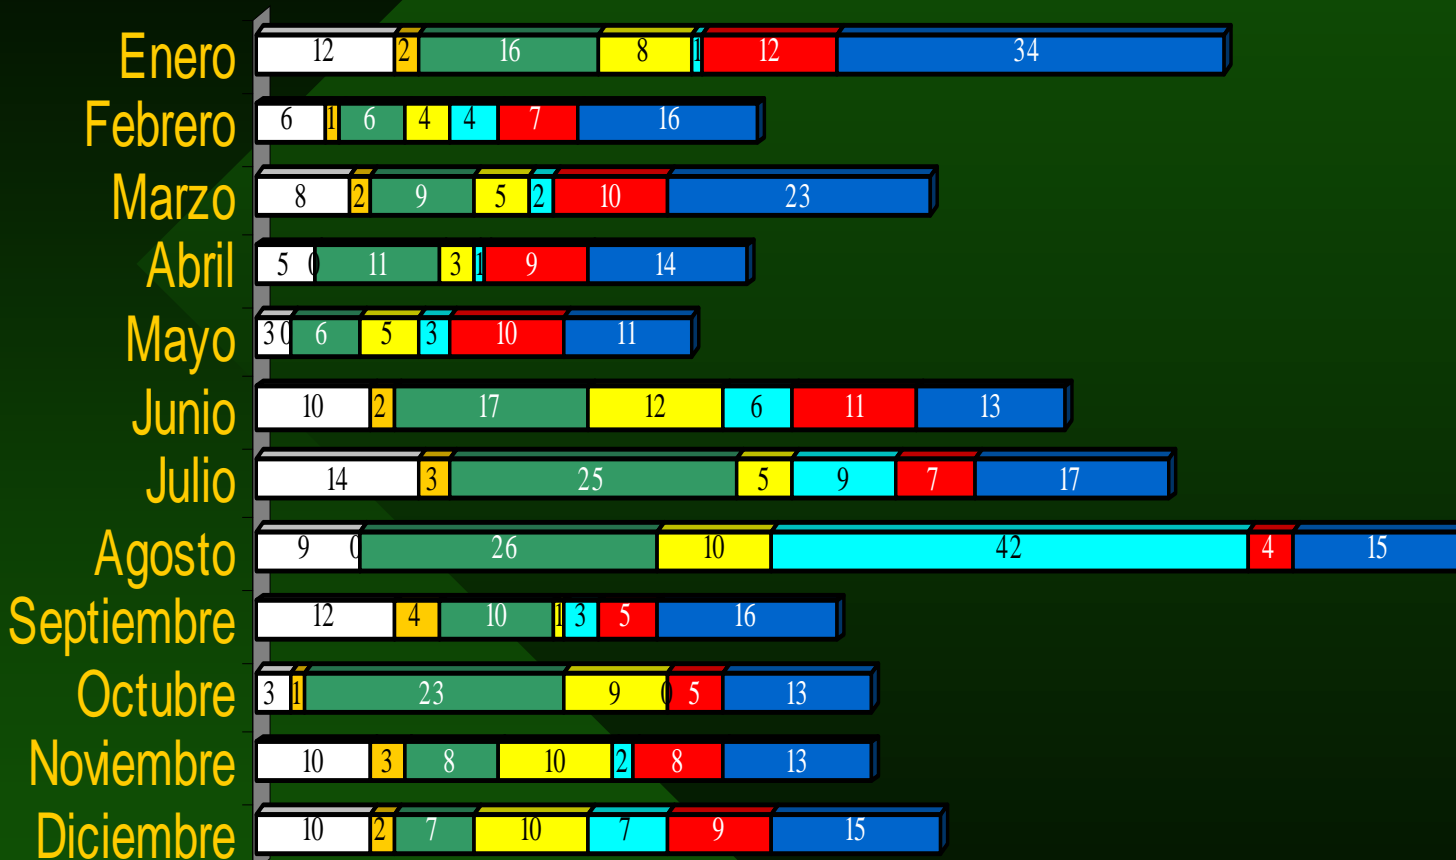 Enero 12 2 16 8 1 12 34
Febrero 6 1 6 4 4 7 16
Marzo 8 2 9 5 2 10 23
Abril 5 0 11 3 1 9 14
Mayo 3 0 6 5 3 10 11
Junio 10 2 17 12 6 11 13
Julio 14 3 25 5 9 7 17
Agosto 9 0 26 10 42 4 15
Septiembre 12 4 10 1 3 5 16
Octubre 3 1 23 9 0 5 13
Noviembre 10 3 8 10 2 8 13
Diciembre 10 2 7 10 7 9 15